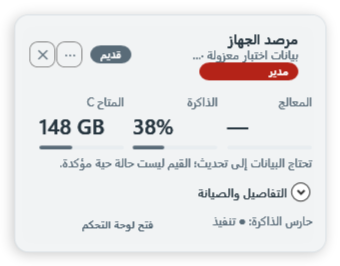 مرصد الجهاز
بيانات اختبار معزولة ...
قديم
مدير
المعالج
الذاكرة
المتاح C
—
38%
148 GB
تحتاج البيانات إلى تحديث؛ القيم ليست حالة حية مؤكدة.
التفاصيل والصيانة
حارس الذاكرة: ● تنفيذ
فتح لوحة التحكم